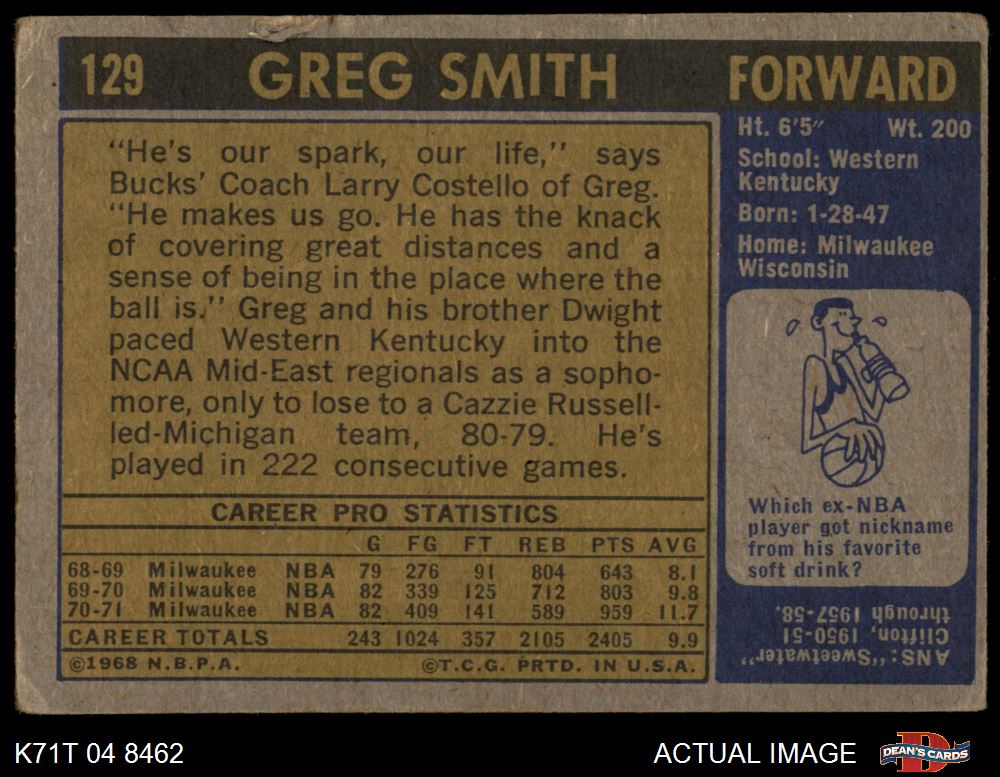 129 GREG SMITH FORWARD
"He's our spark, our life," says
Bucks' Coach Larry Costello of Greg.
"He makes us go. He has the knack
of covering great distances and a
sense of being in the place where the
ball is." Greg and his brother Dwight
paced Western Kentucky into the
NCAA Mid-East regionals as a sopho-
more, only to lose to a Cazzie Russell-
led-Michigan team, 80-79. He's
played in 222 consecutive games.
CAREER PRO STATISTICS
G FG FT REB PTS AVG
68-69 Milwaukee NBA 79 276 91 804 643 8.1
69-70 Milwaukee NBA 82 339 125 712 803 9.8
70-71 Milwaukee NBA 82 409 141 589 959 11.7
CAREER TOTALS 243 1024 357 2105 2405 9.9
©1968 N.B.P.A. ©T.C.G. PRTD. IN U.S.A.
Ht. 6'5" Wt. 200
School: Western
Kentucky
Born: 1-28-47
Home: Milwaukee
Wisconsin
Which ex-NBA
player got nickname
from his favorite
soft drink?
ANS: "Sweetwater"
Clifton, 1950-51
through 1957-58.
K71T 04 8462
ACTUAL IMAGE
D
DEAN'S CARDS